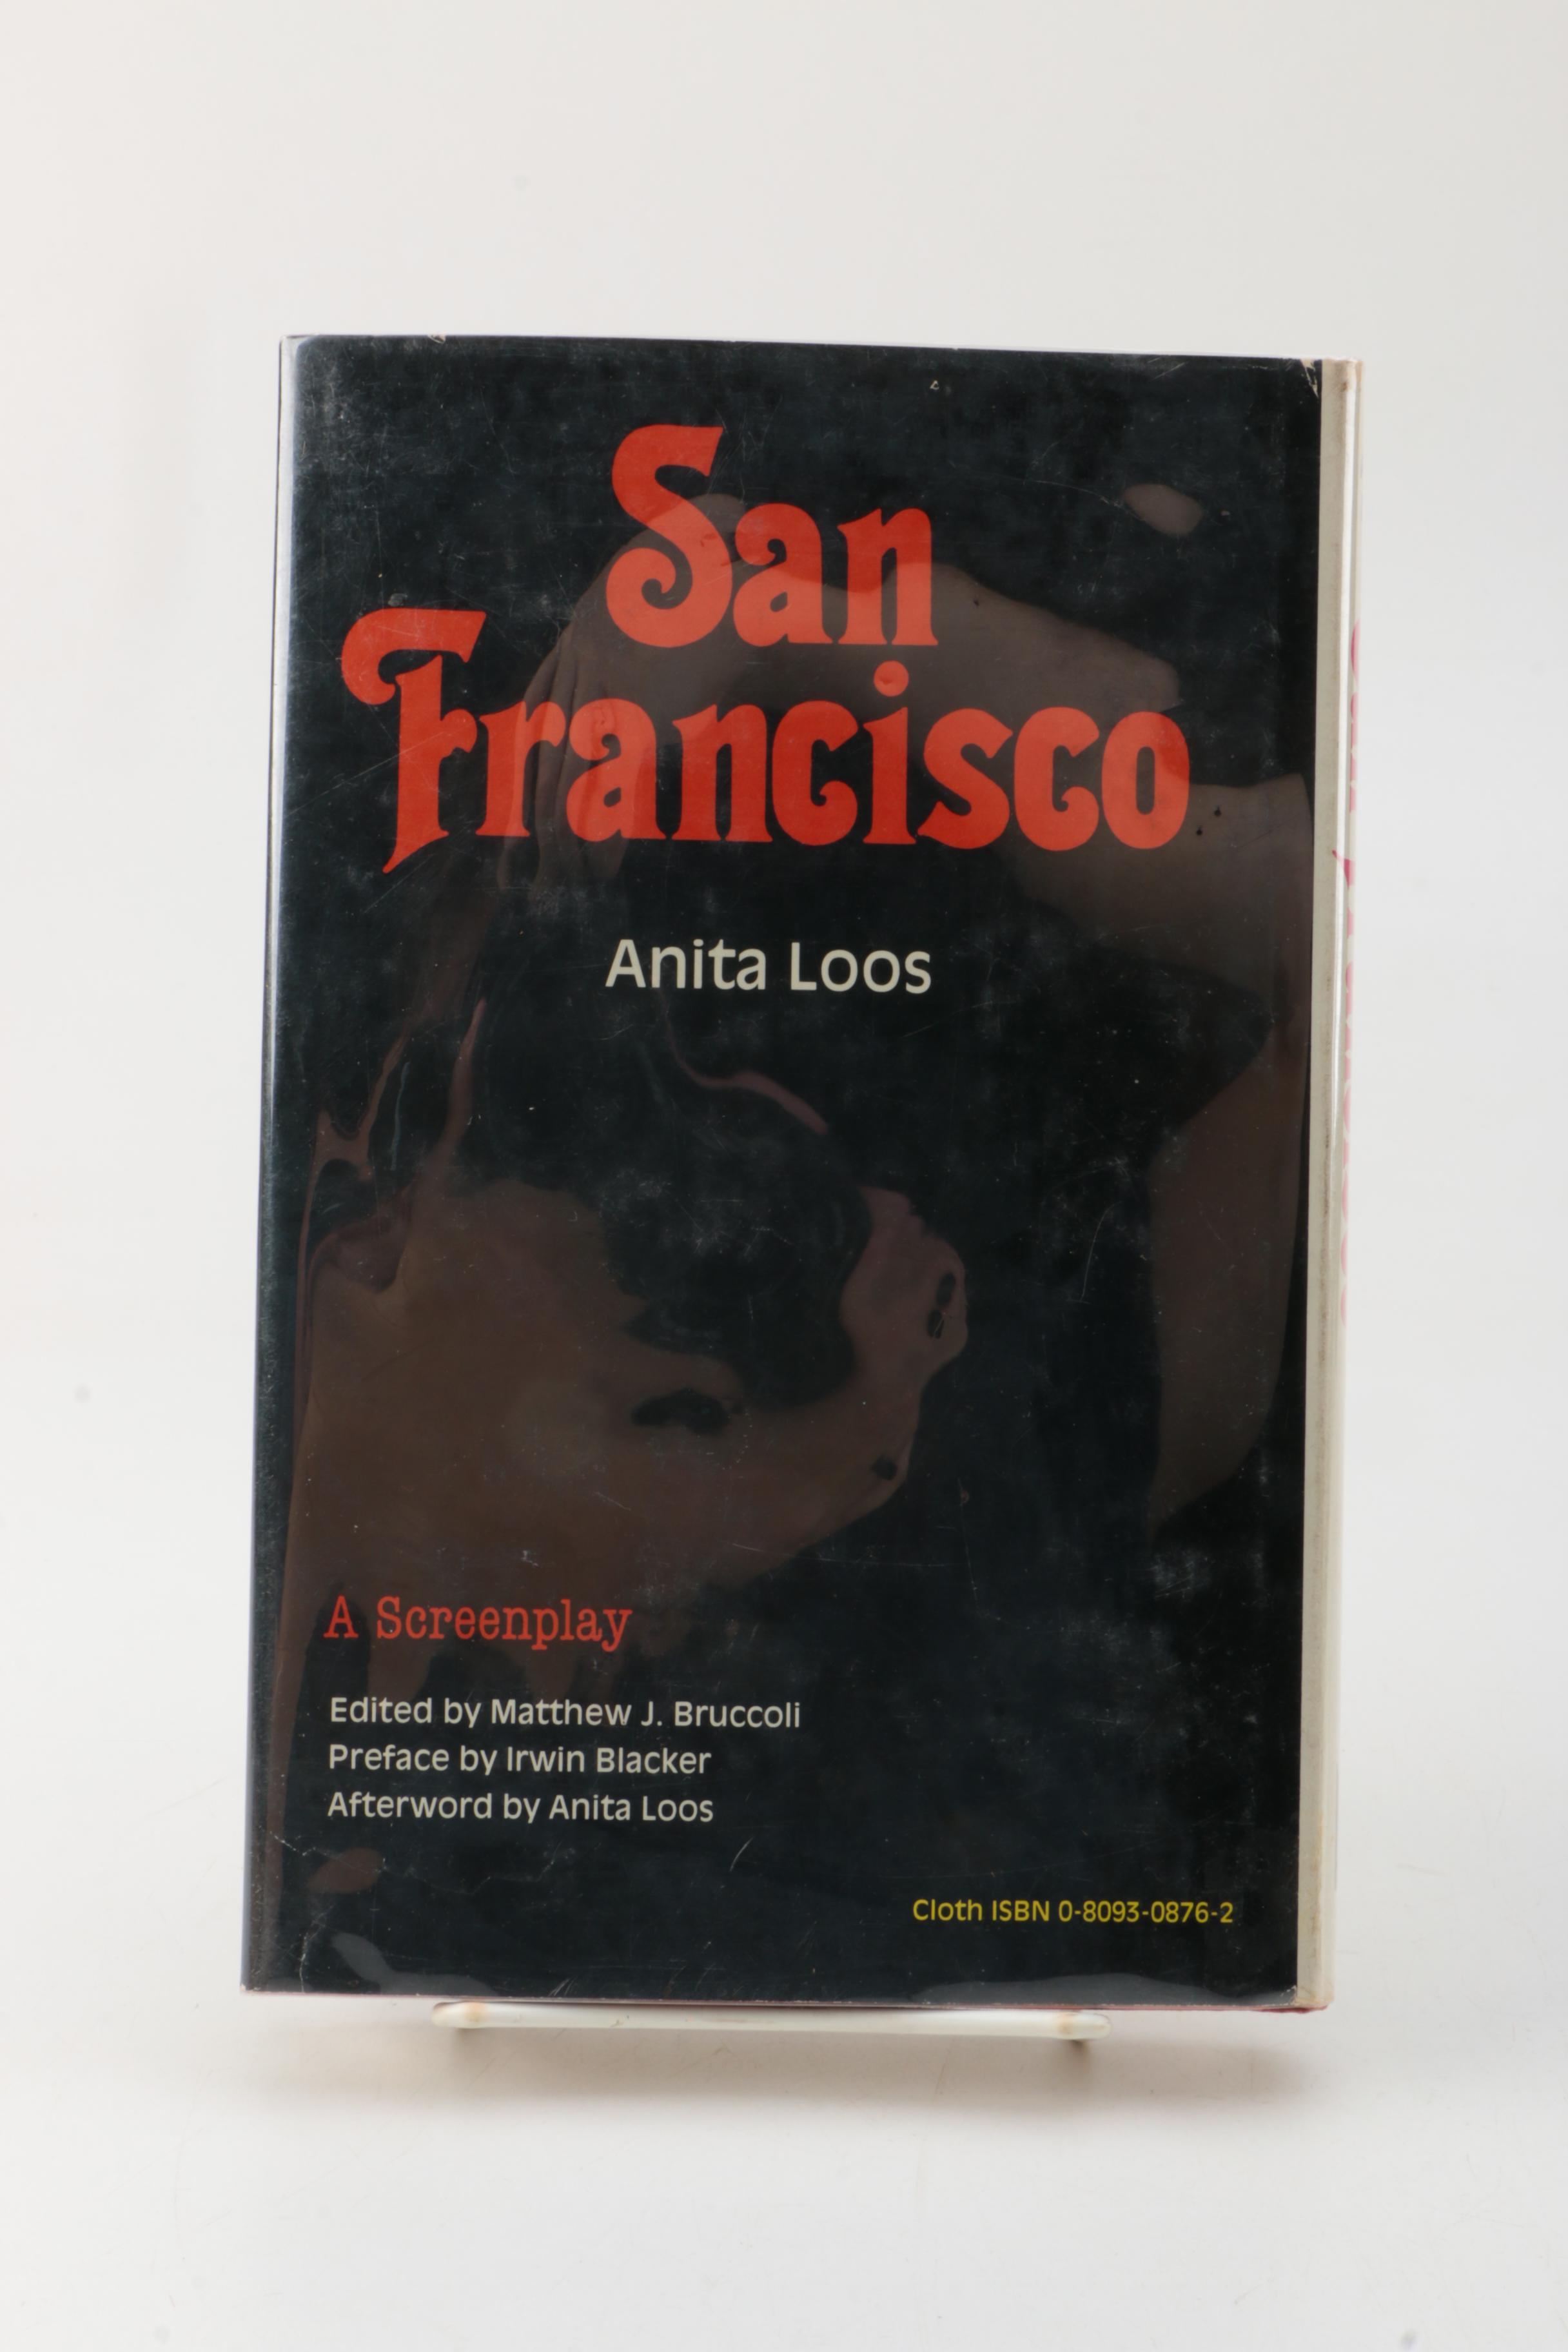 San
Francisco
Anita Loos
A Screenplay
Edited by Matthew J. Bruccoli
Preface by Irwin Blacker
Afterword by Anita Loos
Cloth ISBN 0-8093-0876-2